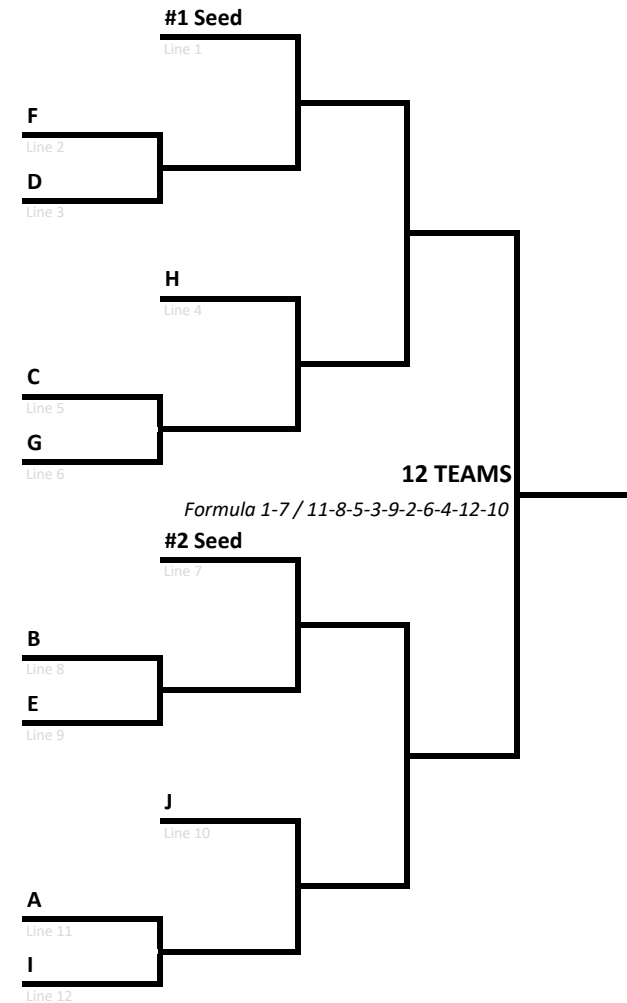 #1 Seed
Line 1
F
Line 2
D
Line 3
H
Line 4
C
Line 5
G
Line 6
12 TEAMS
Formula 1-7 / 11-8-5-3-9-2-6-4-12-10
#2 Seed
Line 7
B
Line 8
E
Line 9
J
Line 10
A
Line 11
I
Line 12